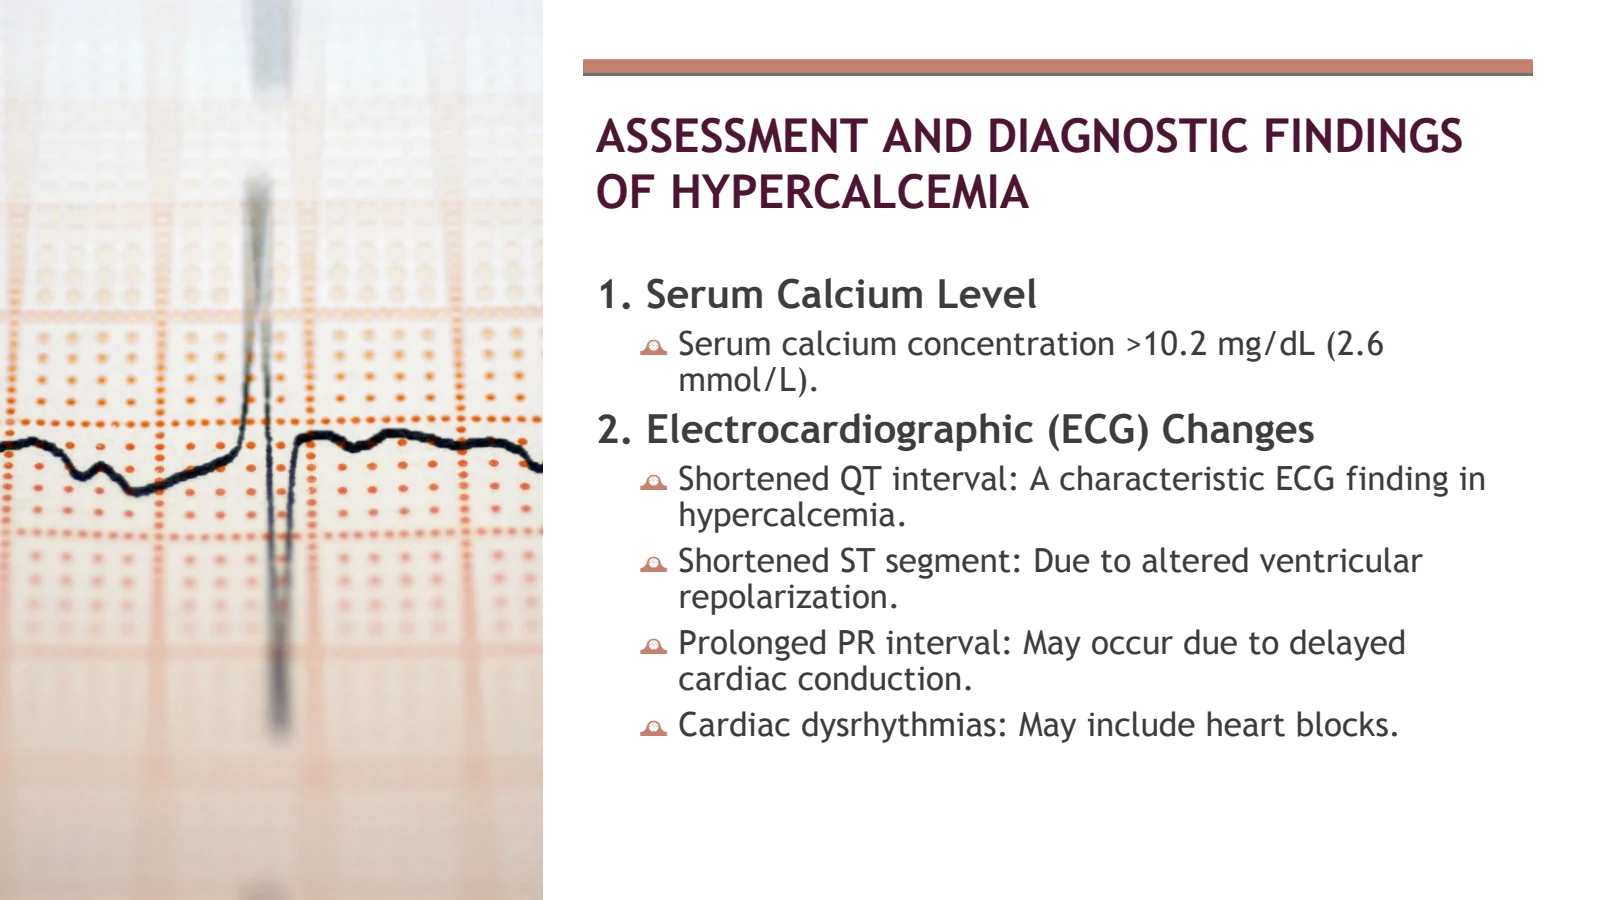 ASSESSMENT AND DIAGNOSTIC FINDINGS
OF HYPERCALCEMIA
1. Serum Calcium Level
Serum calcium concentration >10.2 mg/dL (2.6
mmol/L).
2. Electrocardiographic (ECG) Changes
Shortened QT interval: A characteristic ECG finding in
hypercalcemia.
Shortened ST segment: Due to altered ventricular
repolarization.
Prolonged PR interval: May occur due to delayed
cardiac conduction.
Cardiac dysrhythmias: May include heart blocks.